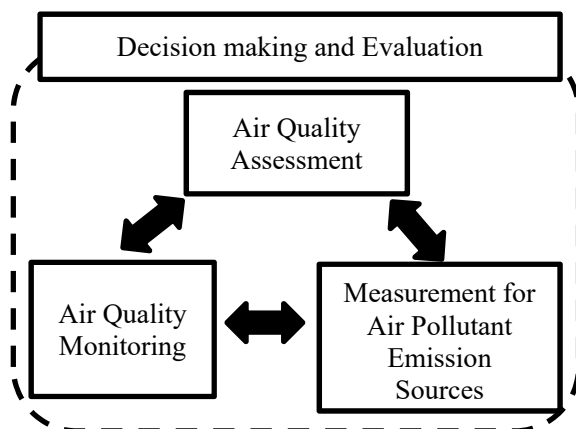 Decision making and Evaluation
Air Quality
Assessment
Air Quality
Monitoring
Measurement for
Air Pollutant
Emission
Sources